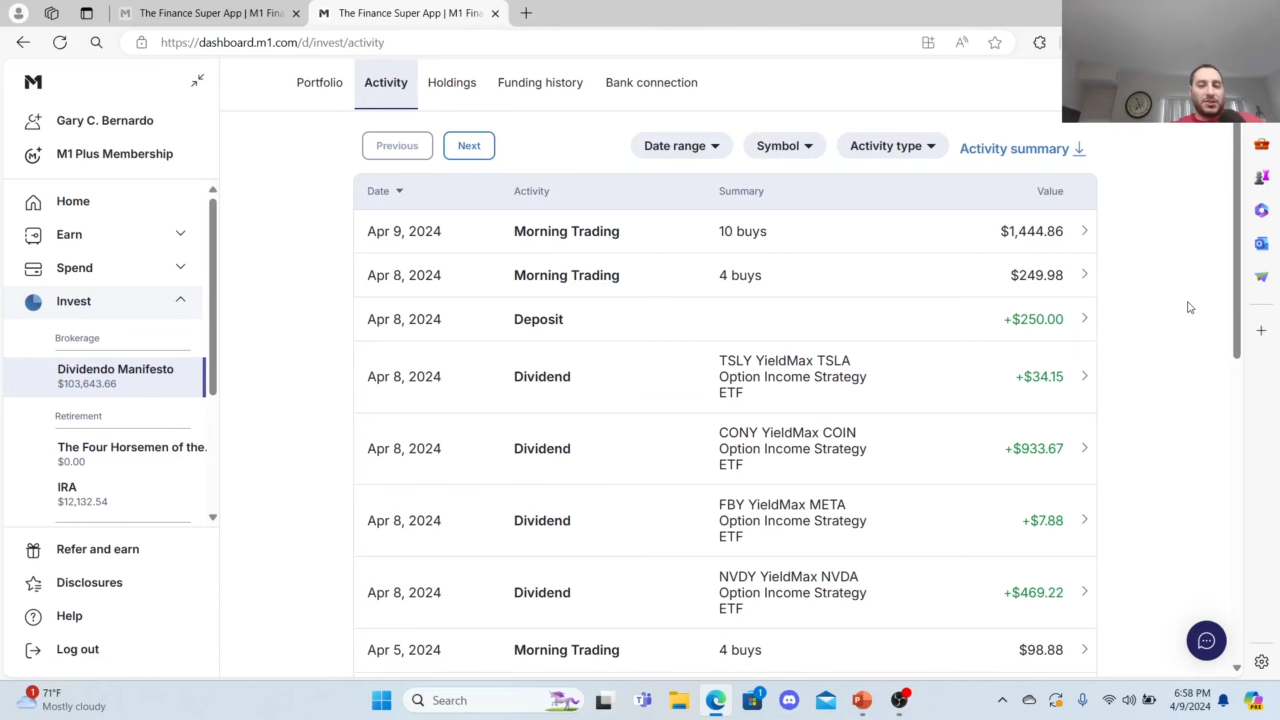 The Finance Super App | M1 Fina
The Finance Super App | M1 Fina
https://dashboard.m1.com/d/invest/activity
Portfolio
Activity
Holdings
Funding history
Bank connection
Gary C. Bernardo
M1 Plus Membership
Home
Earn
Spend
Invest
Brokerage
Dividendo Manifesto
$103,643.66
Retirement
The Four Horsemen of the.
$0.00
IRA
$12,132.54
Refer and earn
Disclosures
Help
Log out
Previous
Next
Date range
Symbol
Activity type
Activity summary
Date Activity Summary Value
Apr 9, 2024 Morning Trading 10 buys $1,444.86
Apr 8, 2024 Morning Trading 4 buys $249.98
Apr 8, 2024 Deposit +$250.00
TSLY YieldMax TSLA
Apr 8, 2024 Dividend Option Income Strategy +$34.15
ETF
CONY YieldMax COIN
Apr 8, 2024 Dividend Option Income Strategy +$933.67
ETF
FBY YieldMax META
Apr 8, 2024 Dividend Option Income Strategy +$7.88
ETF
NVDY YieldMax NVDA
Apr 8, 2024 Dividend Option Income Strategy +$469.22
ETF
Apr 5, 2024 Morning Trading 4 buys $98.88
1
71°F
Mostly cloudy
Search
1
6:58 PM
4/9/2024
PRE